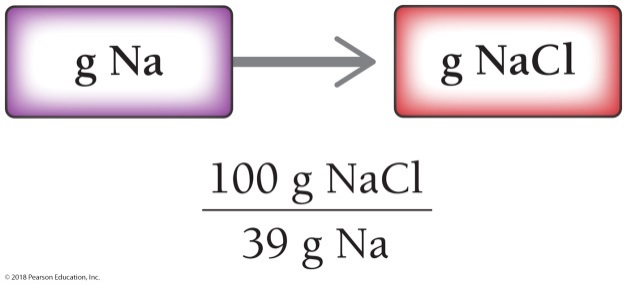 g Na
g NaCl
100 g NaCl
39 g Na
© 2018 Pearson Education, Inc.